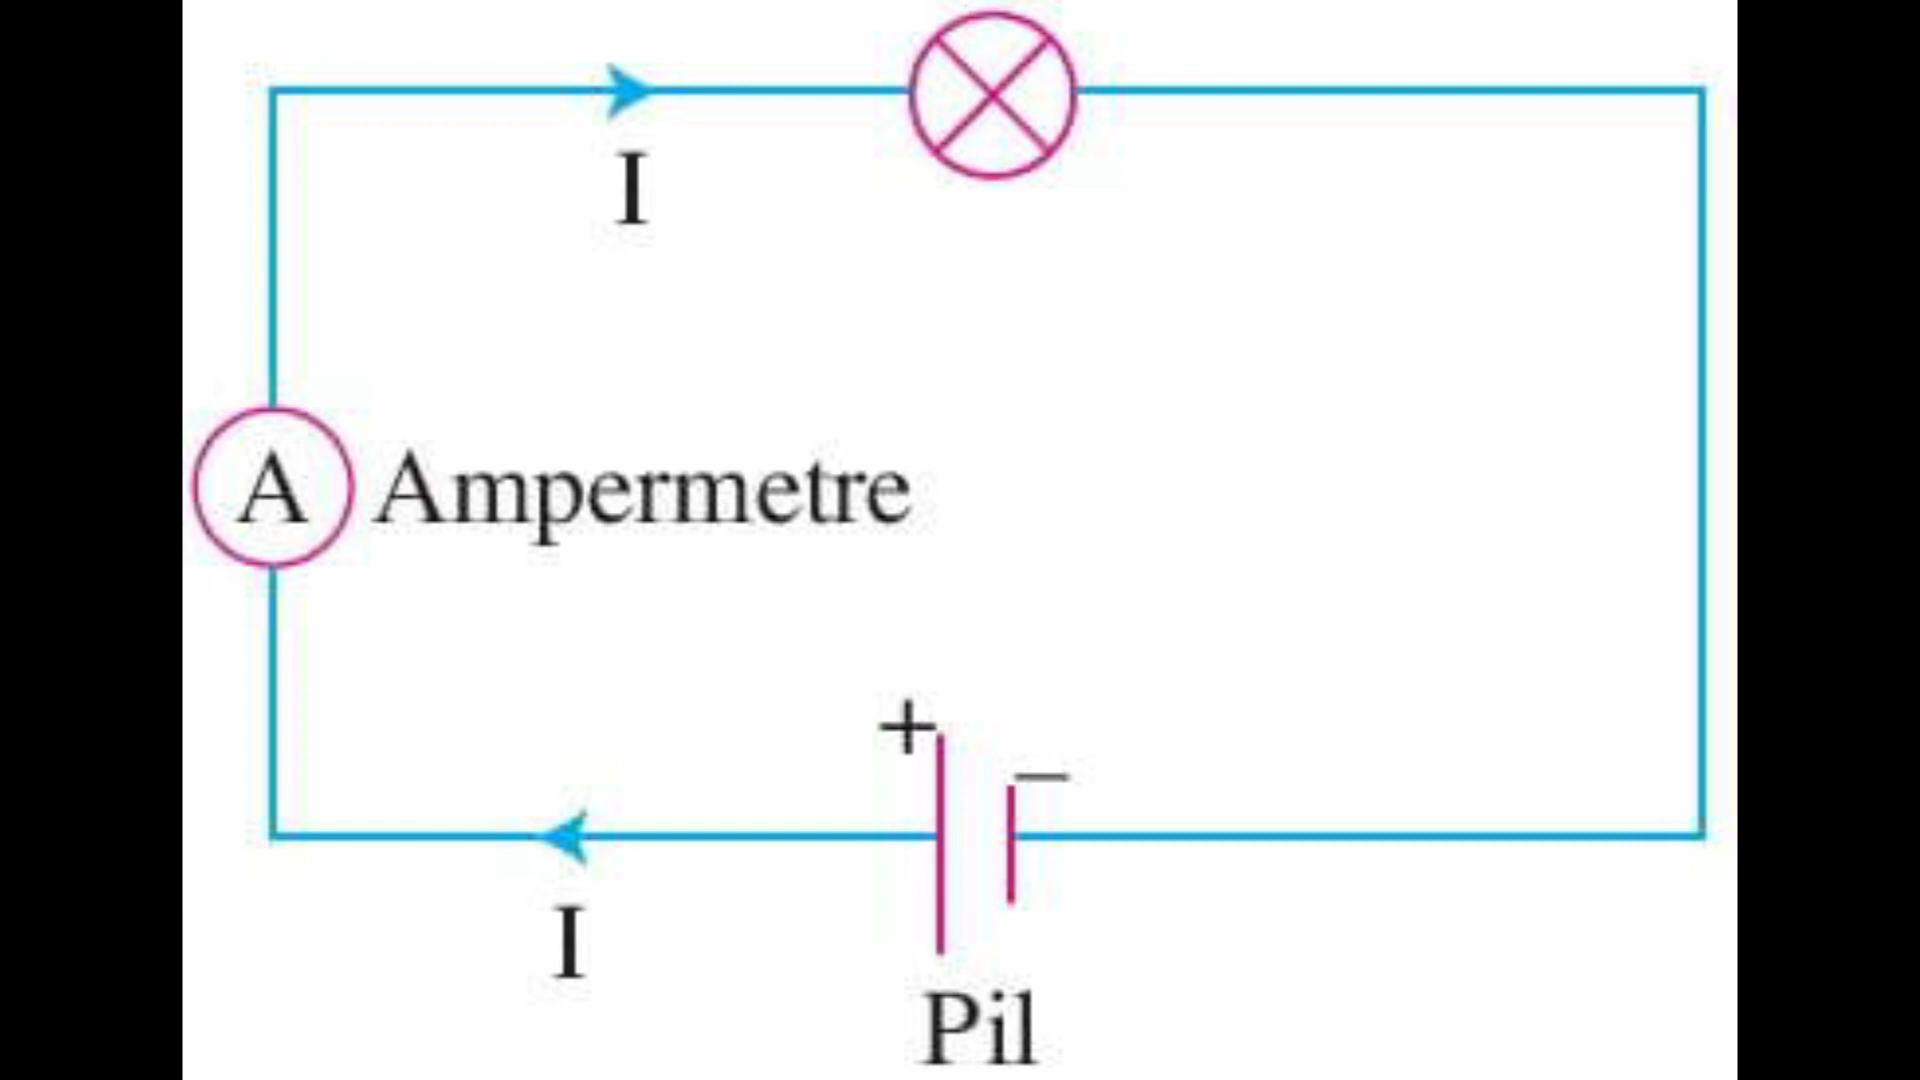 I
A Ampermetre
+
–
I
Pil